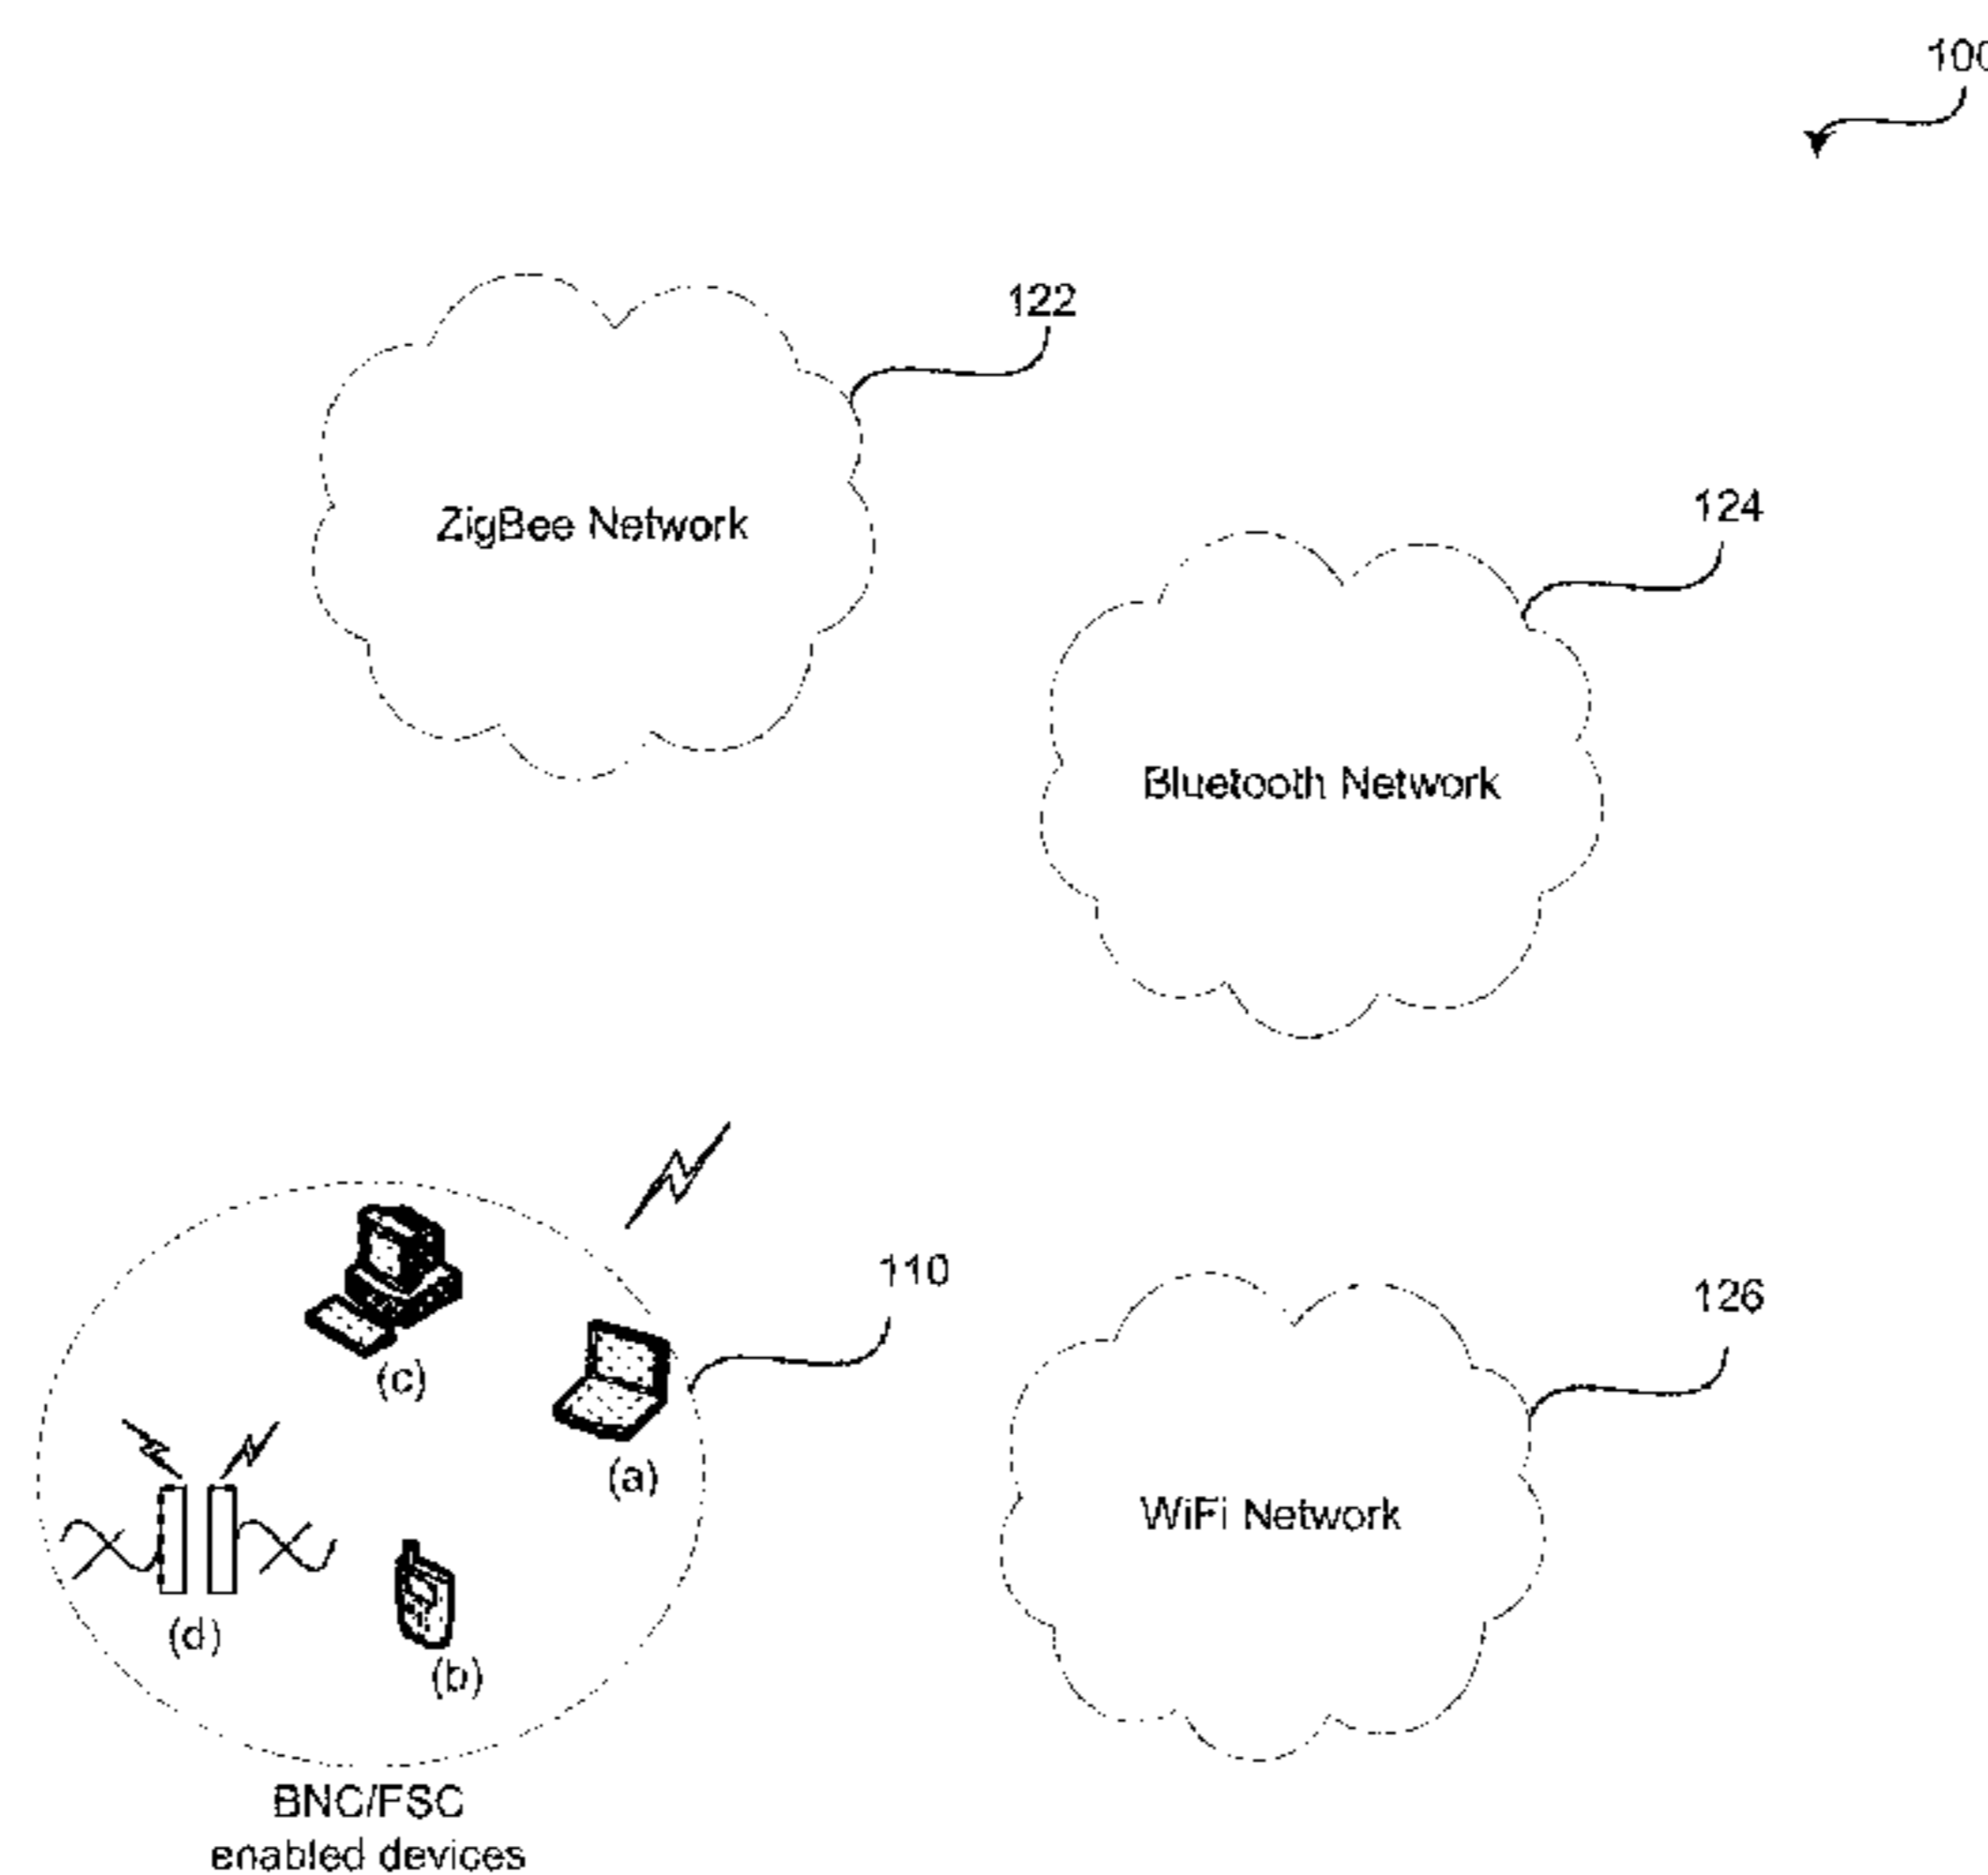 100
122
ZigBee Network
124
Bluetooth Network
110
126
(c)
(a)
WiFi Network
(d)
(b)
BNC/FSC
enabled devices